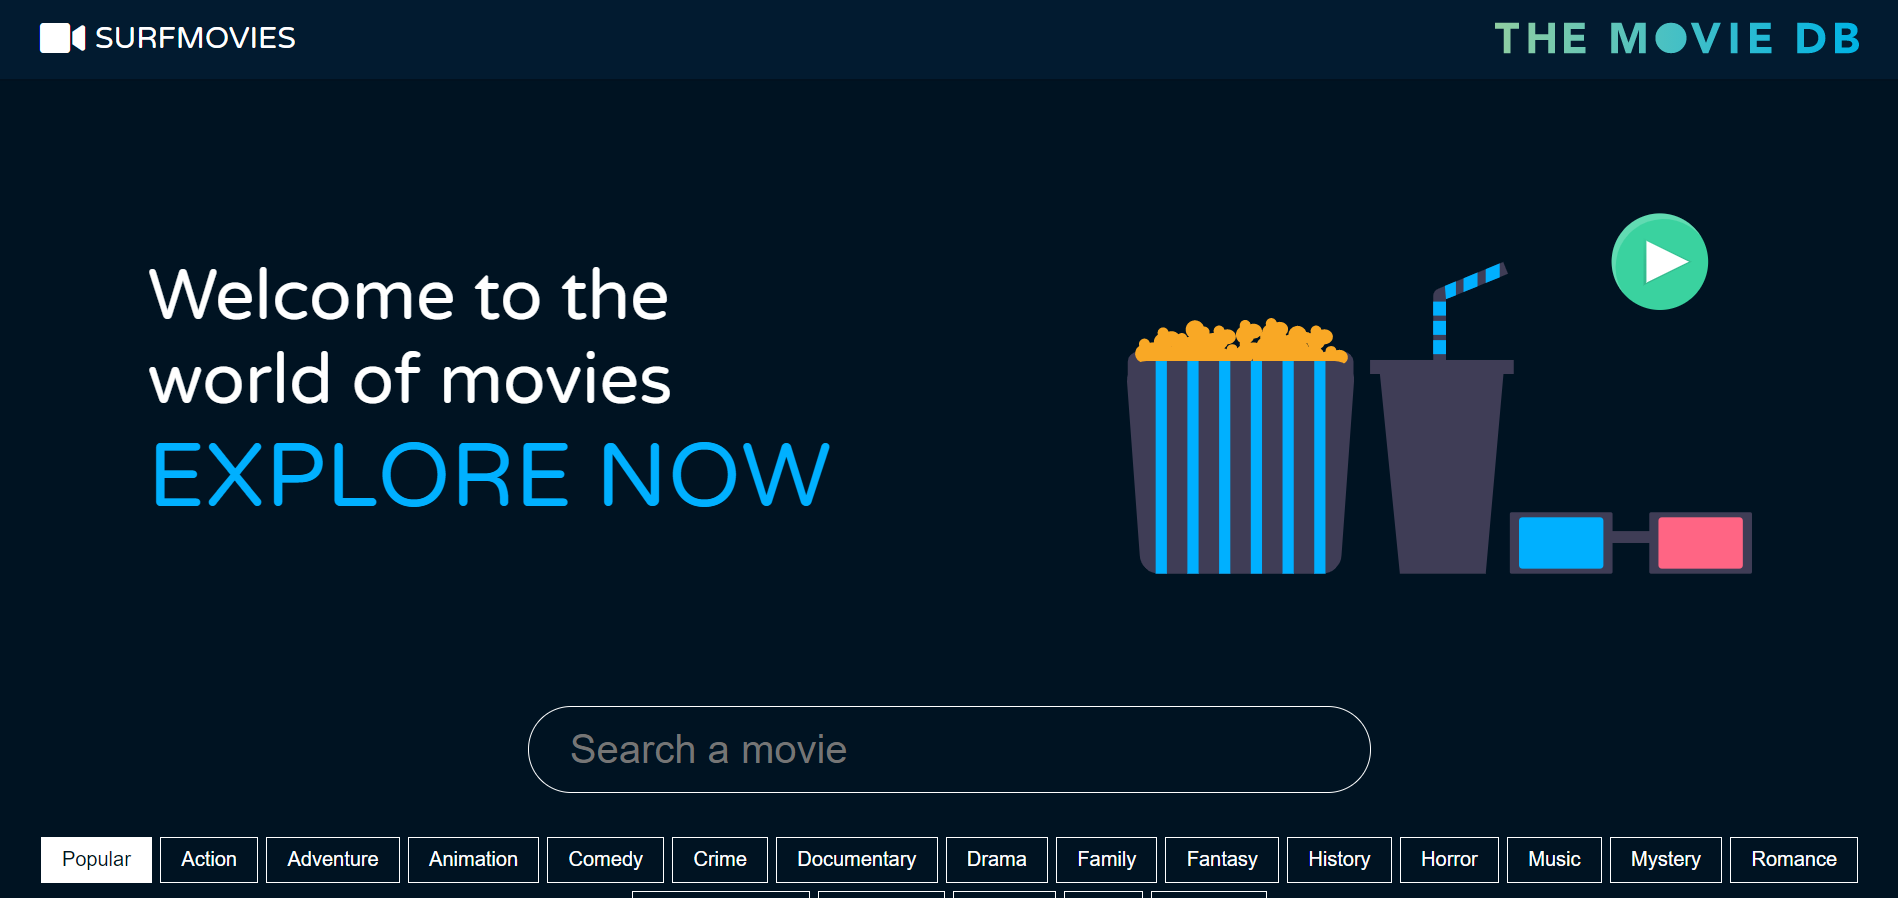 SURFMOVIES
THE MOVIE DB
Welcome to the
world of movies
EXPLORE NOW
Search a movie
Popular Action Adventure Animation Comedy Crime Documentary Drama Family Fantasy History Horror Music Mystery Romance